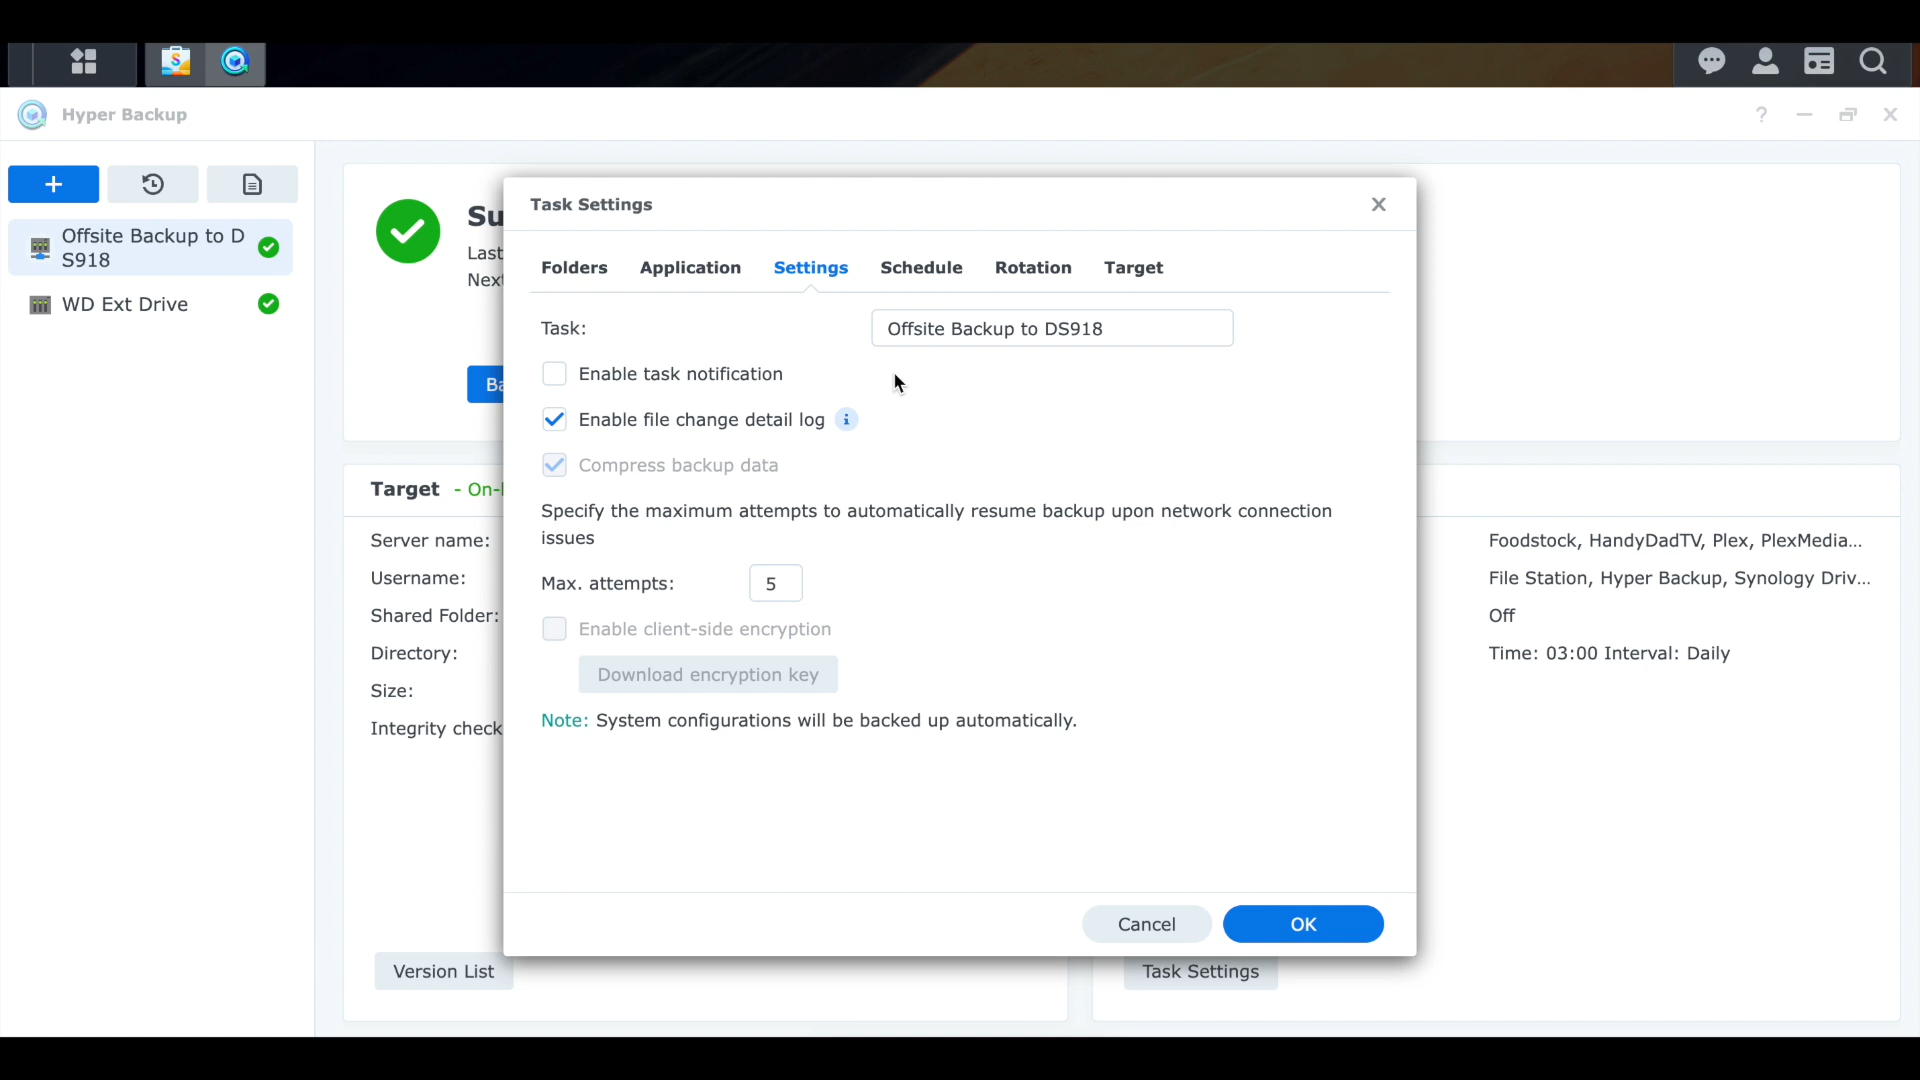 Hyper Backup
?
Offsite Backup to D
S918
WD Ext Drive
Su
Last
Next
Ba
Task Settings
Folders Application Settings Schedule Rotation Target
Task: Offsite Backup to DS918
Enable task notification
Enable file change detail log i
Compress backup data
Specify the maximum attempts to automatically resume backup upon network connection
issues
Max. attempts: 5
Enable client-side encryption
Download encryption key
Note: System configurations will be backed up automatically.
Cancel OK
Target - On-l
Server name:
Username:
Shared Folder:
Directory:
Size:
Integrity check
Version List
Foodstock, HandyDadTV, Plex, PlexMedia...
File Station, Hyper Backup, Synology Driv...
Off
Time: 03:00 Interval: Daily
Task Settings